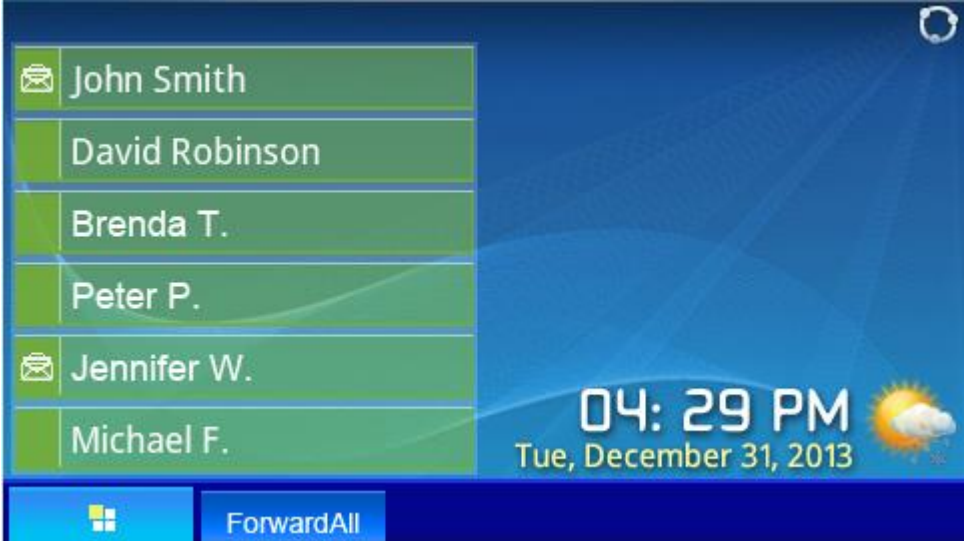 John Smith
David Robinson
Brenda T.
Peter P.
Jennifer W.
Michael F.
04: 29 PM
Tue, December 31, 2013
ForwardAll